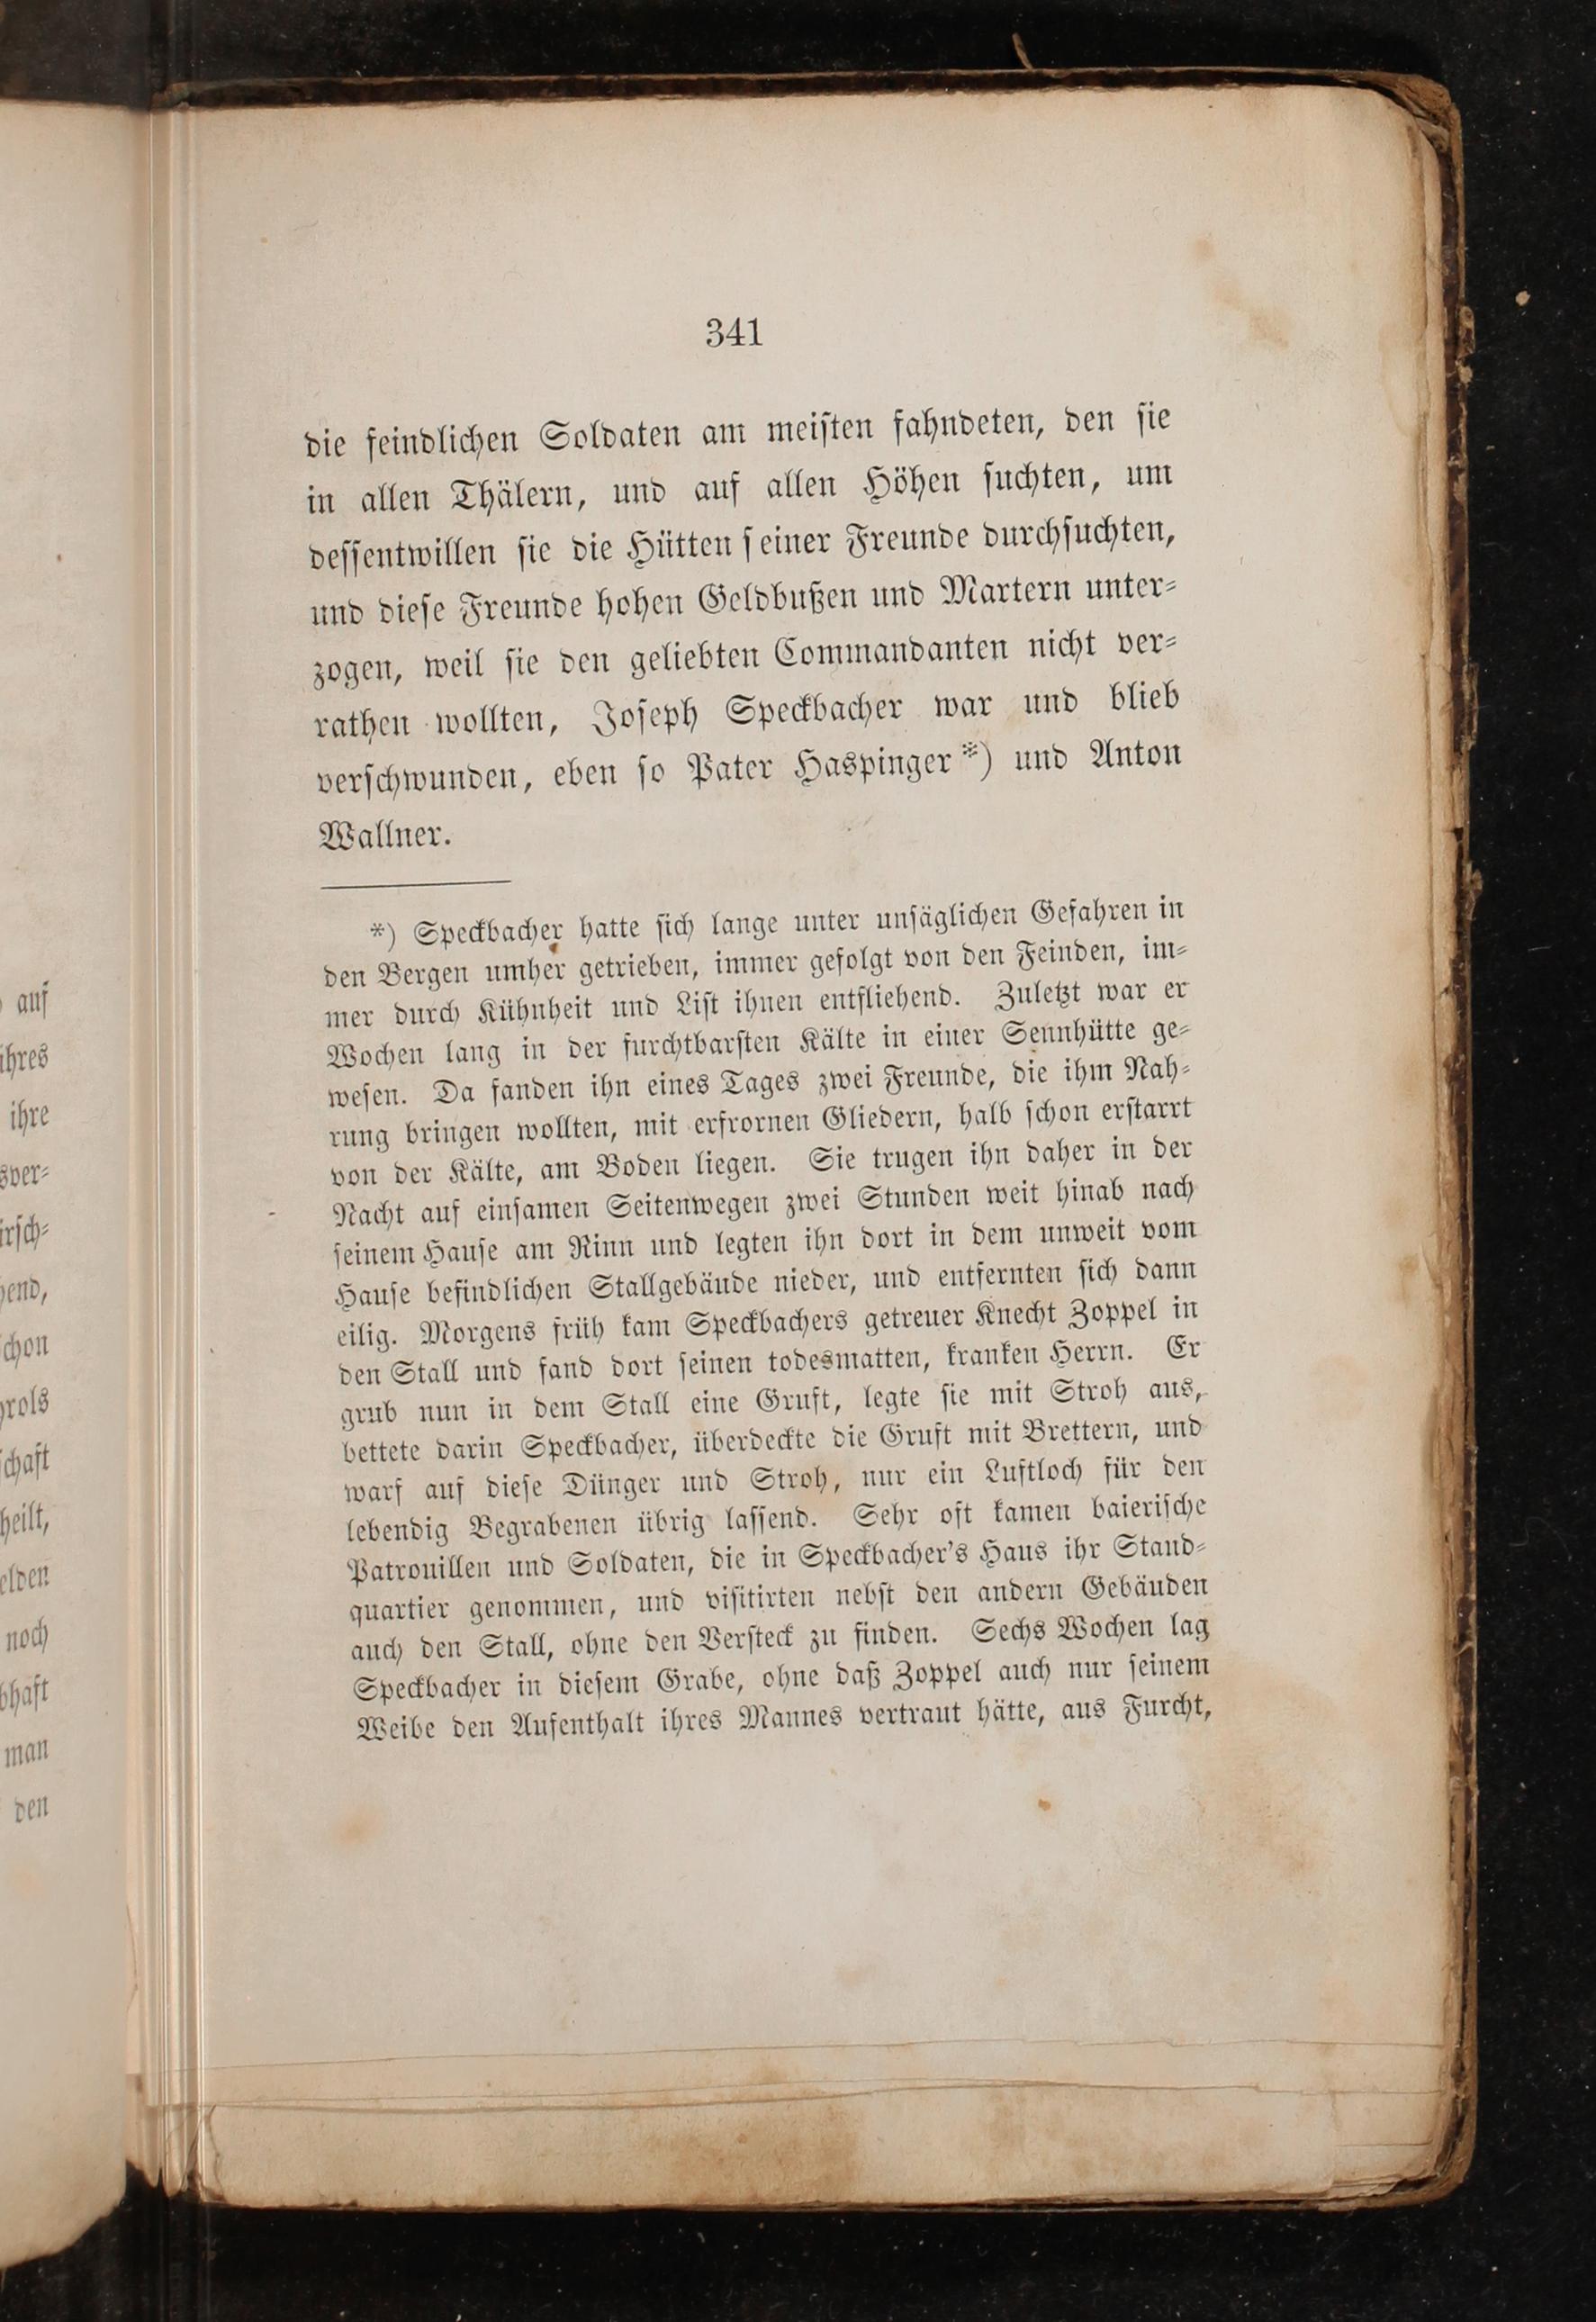 341
die feindlichen Soldaten am meisten fahndeten, den sie
in allen Thälern, und auf allen Höhen suchten, um
dessentwillen sie die Hütten seiner Freunde durchsuchten,
und diese Freunde hohen Geldbußen und Martern unter-
zogen, weil sie den geliebten Commandanten nicht ver-
rathen wollten, Joseph Speckbacher war und blieb
verschwunden, eben so Pater Haspinger*) und Anton
Wallner.
*) Speckbacher hatte sich lange unter unsäglichen Gefahren in
den Bergen umher getrieben, immer gefolgt von den Feinden, im-
mer durch Kühnheit und List ihnen entfliehend. Zuletzt war er
Wochen lang in der furchtbarsten Kälte in einer Sennhütte ge-
wesen. Da fanden ihn eines Tages zwei Freunde, die ihm Nah-
rung bringen wollten, mit erfrornen Gliedern, halb schon erstarrt
von der Kälte, am Boden liegen. Sie trugen ihn daher in der
Nacht auf einsamen Seitenwegen zwei Stunden weit hinab nach
seinem Hause am Rinn und legten ihn dort in dem unweit vom
Hause befindlichen Stallgebäude nieder, und entfernten sich dann
eilig. Morgens früh kam Speckbachers getreuer Knecht Zoppel in
den Stall und fand dort seinen todesmatten, kranken Herrn. Er
grub nun in dem Stall eine Gruft, legte sie mit Stroh aus,
bettete darin Speckbacher, überdeckte die Gruft mit Brettern, und
warf auf diese Dünger und Stroh, nur ein Luftloch für den
lebendig Begrabenen übrig lassend. Sehr oft kamen baierische
Patrouillen und Soldaten, die in Speckbacher's Haus ihr Stand-
quartier genommen, und visitirten nebst den andern Gebäuden
auch den Stall, ohne den Versteck zu finden. Sechs Wochen lag
Speckbacher in diesem Grabe, ohne daß Zoppel auch nur seinem
Weibe den Aufenthalt ihres Mannes vertraut hätte, aus Furcht,
auf
ihres
ihre
noch
man
den